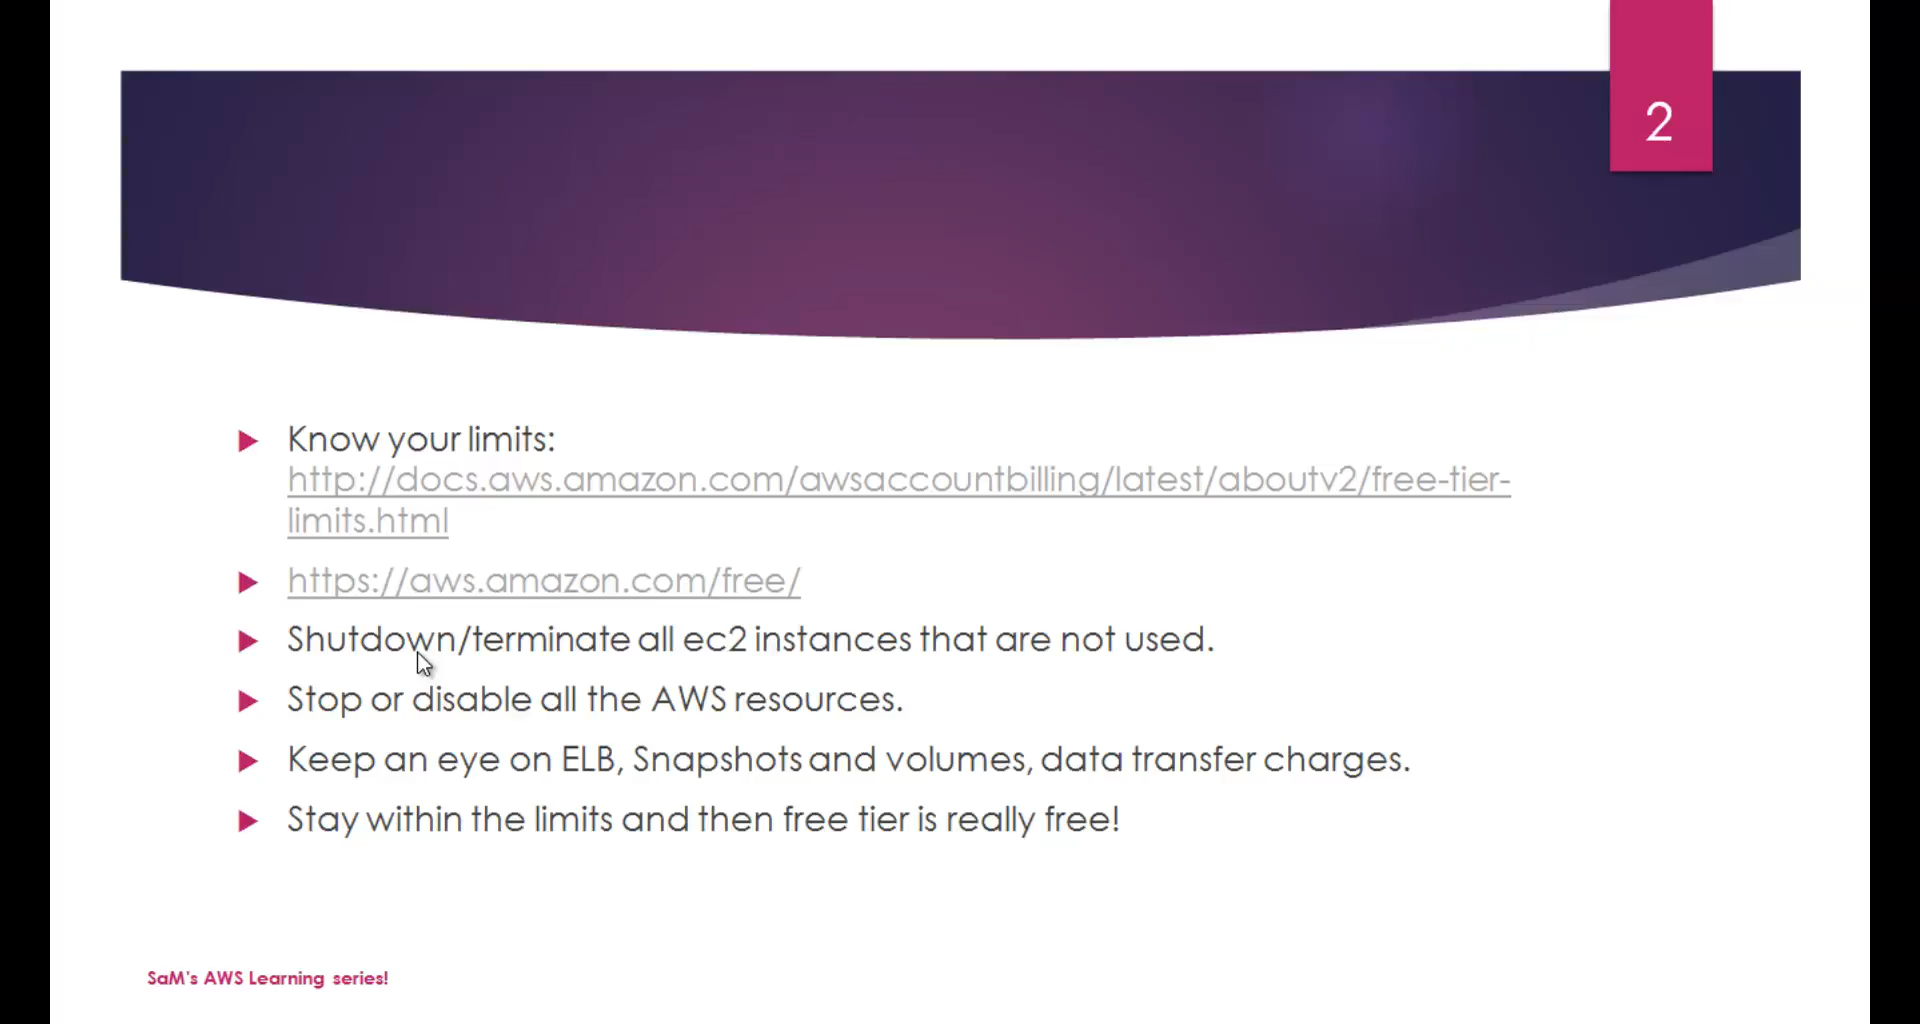 2
Know your limits:
http://docs.aws.amazon.com/awsaccountbilling/latest/aboutv2/free-tier-
limits.html
https://aws.amazon.com/free/
Shutdown/terminate all ec2 instances that are not used.
Stop or disable all the AWS resources.
Keep an eye on ELB, Snapshots and volumes, data transfer charges.
Stay within the limits and then free tier is really free!
SaM's AWS Learning series!